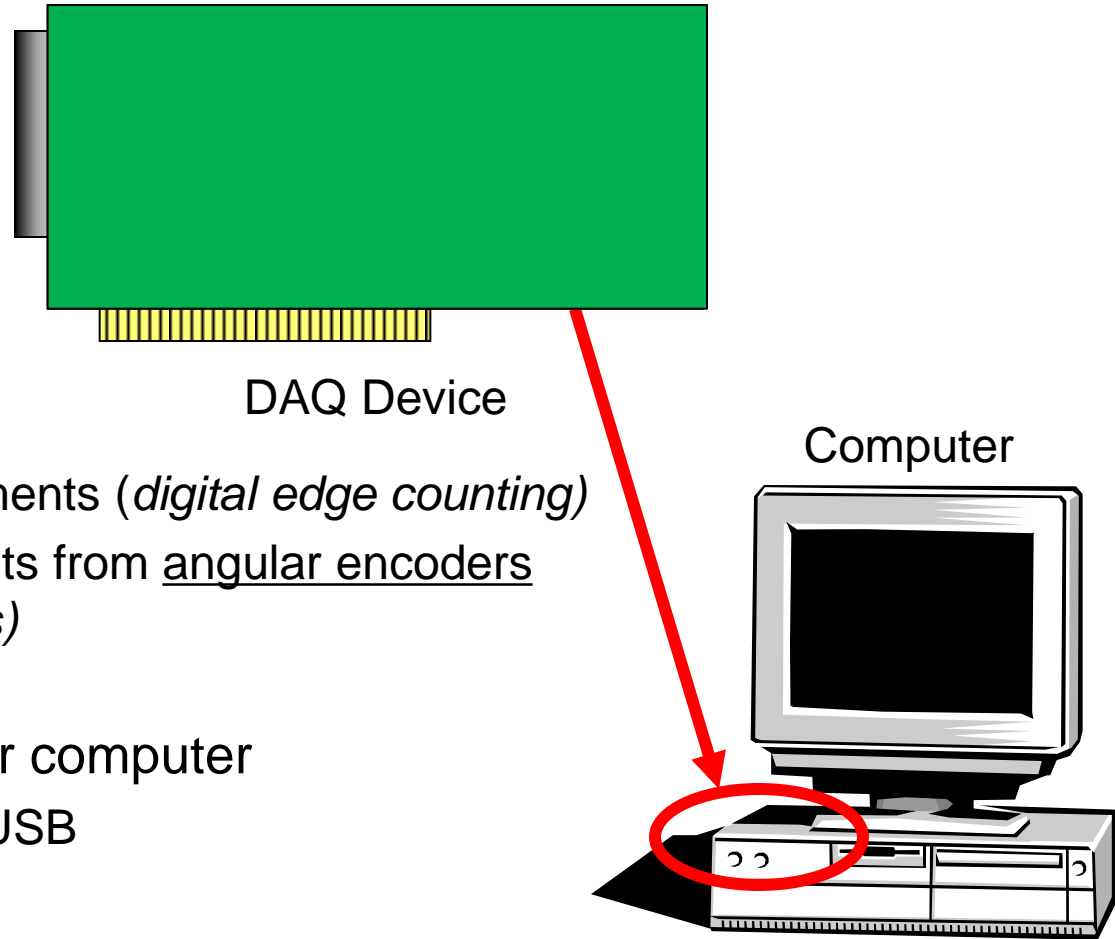 DAQ Device
Computer
ments (digital edge counting)
ts from angular encoders
s)
r computer
USB